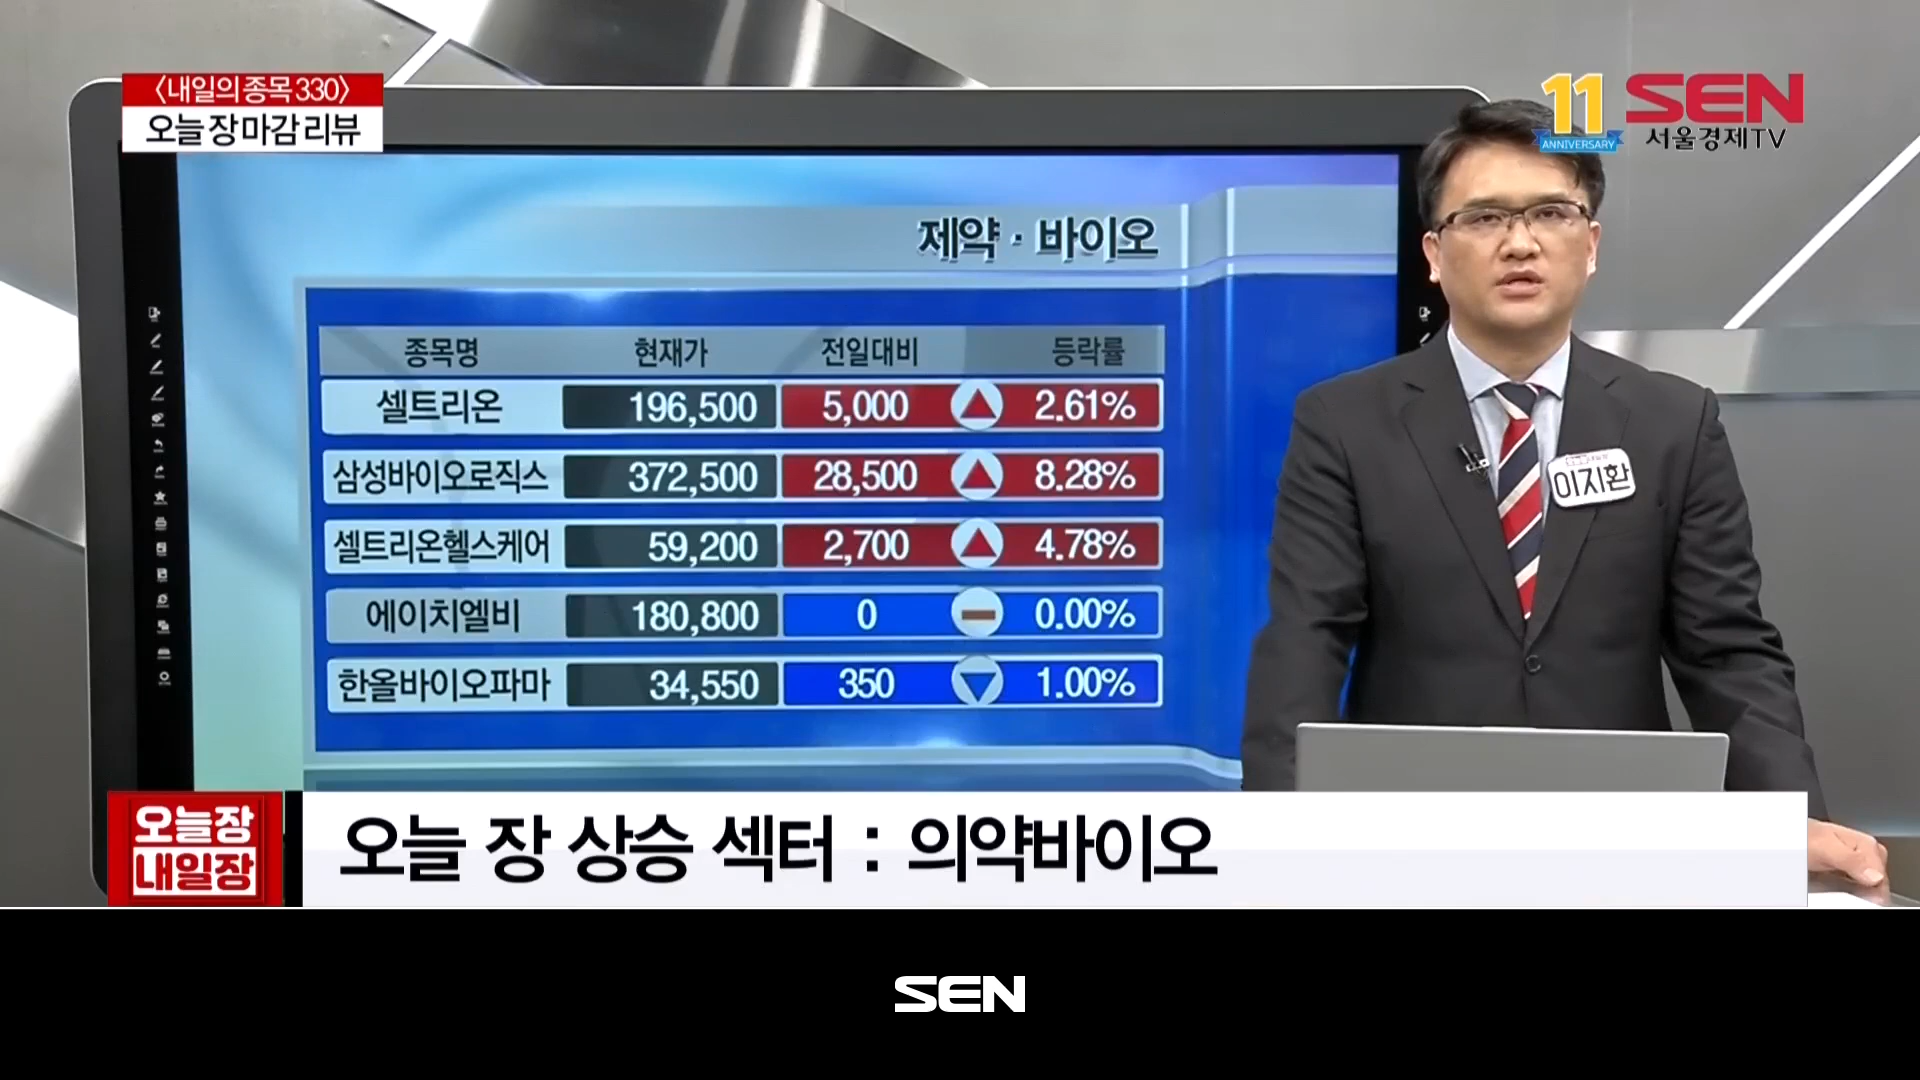 〈내일의 종목 330〉
오늘 장 마감 리뷰
11
ANNIVERSARY
SEN
서울경제TV
제약·바이오
종목명 현재가 전일대비 등락률
셀트리온 196,500 5,000 ▲ 2.61%
삼성바이오로직스 372,500 28,500 ▲ 8.28%
셀트리온헬스케어 59,200 2,700 ▲ 4.78%
에이치엘비 180,800 0 - 0.00%
한올바이오파마 34,550 350 ▼ 1.00%
이지환
오늘장
내일장
오늘 장 상승 섹터 : 의약바이오
SEN